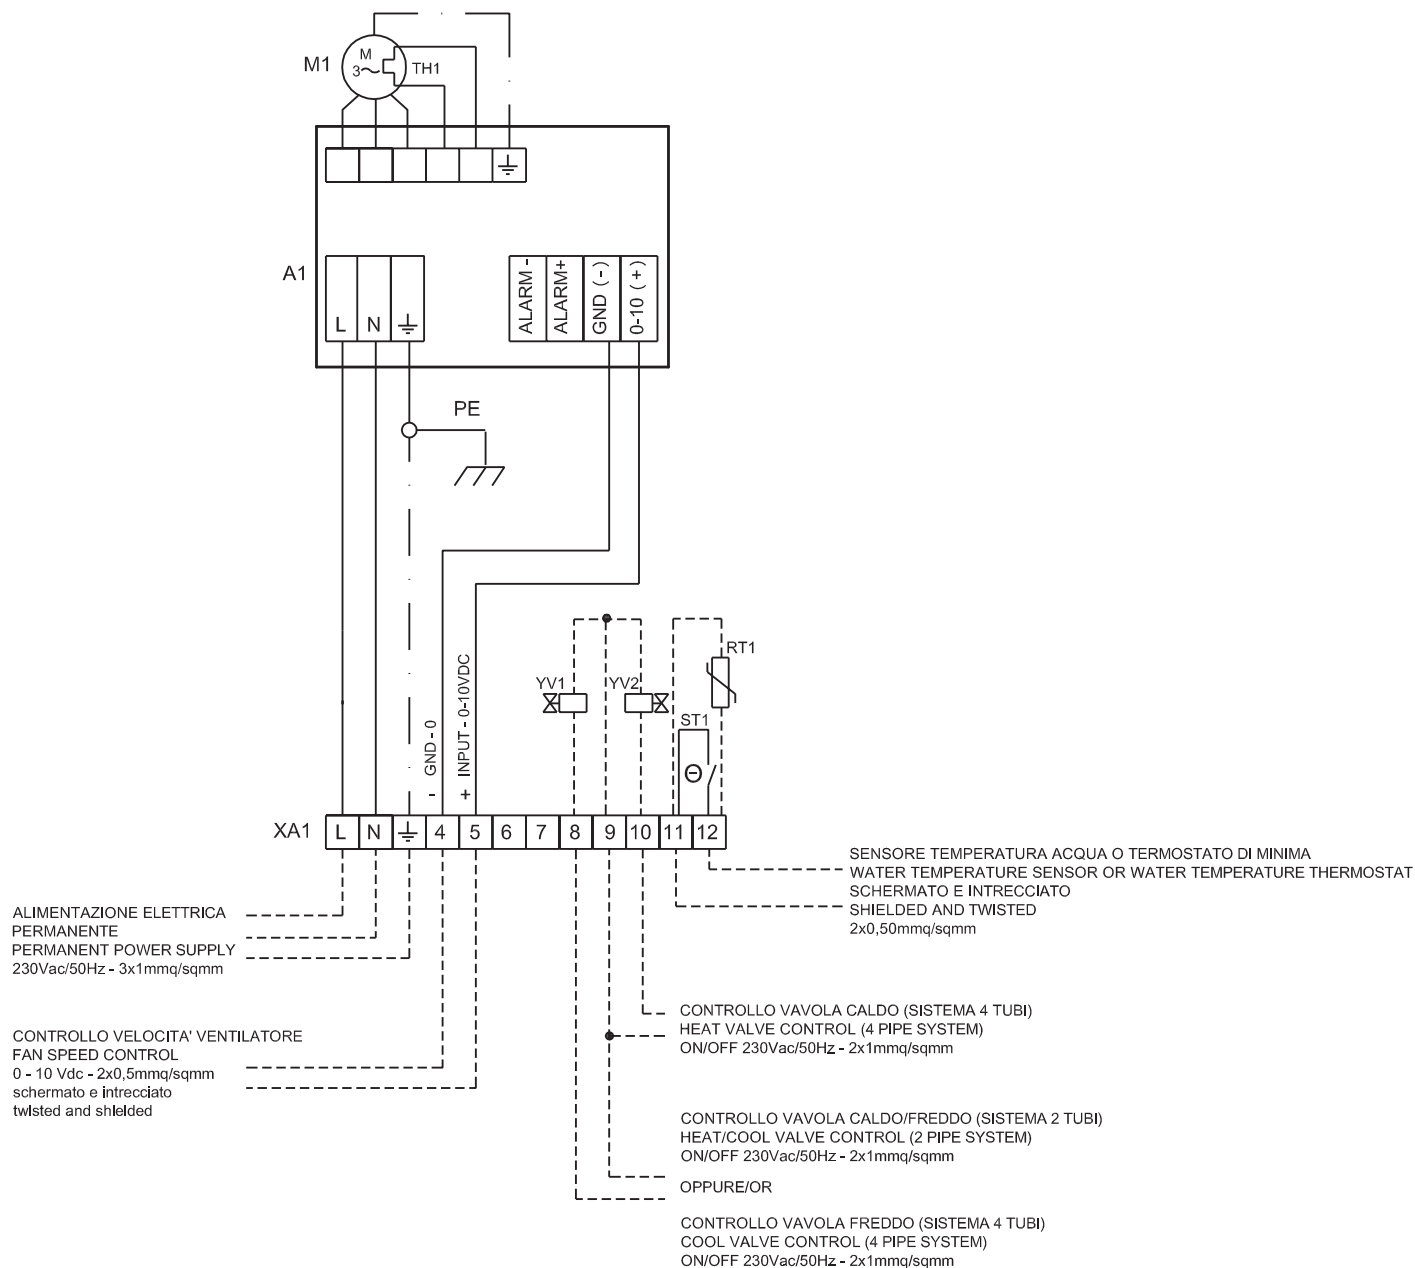 M1
M
3~
TH1
A1
L
N
ALARM -
ALARM+
GND ( - )
0-10 ( + )
PE
- GND - 0
+ INPUT - 0-10VDC
YV1
YV2
RT1
ST1
XA1
L N 4 5 6 7 8 9 10 11 12
SENSORE TEMPERATURA ACQUA O TERMOSTATO DI MINIMA
WATER TEMPERATURE SENSOR OR WATER TEMPERATURE THERMOSTAT
SCHERMATO E INTRECCIATO
SHIELDED AND TWISTED
2x0,50mmq/sqmm
ALIMENTAZIONE ELETTRICA
PERMANENTE
PERMANENT POWER SUPPLY
230Vac/50Hz - 3x1mmq/sqmm
CONTROLLO VELOCITA' VENTILATORE
FAN SPEED CONTROL
0 - 10 Vdc - 2x0,5mmq/sqmm
schermato e intrecciato
twisted and shielded
CONTROLLO VAVOLA CALDO (SISTEMA 4 TUBI)
HEAT VALVE CONTROL (4 PIPE SYSTEM)
ON/OFF 230Vac/50Hz - 2x1mmq/sqmm
CONTROLLO VAVOLA CALDO/FREDDO (SISTEMA 2 TUBI)
HEAT/COOL VALVE CONTROL (2 PIPE SYSTEM)
ON/OFF 230Vac/50Hz - 2x1mmq/sqmm
OPPURE/OR
CONTROLLO VAVOLA FREDDO (SISTEMA 4 TUBI)
COOL VALVE CONTROL (4 PIPE SYSTEM)
ON/OFF 230Vac/50Hz - 2x1mmq/sqmm